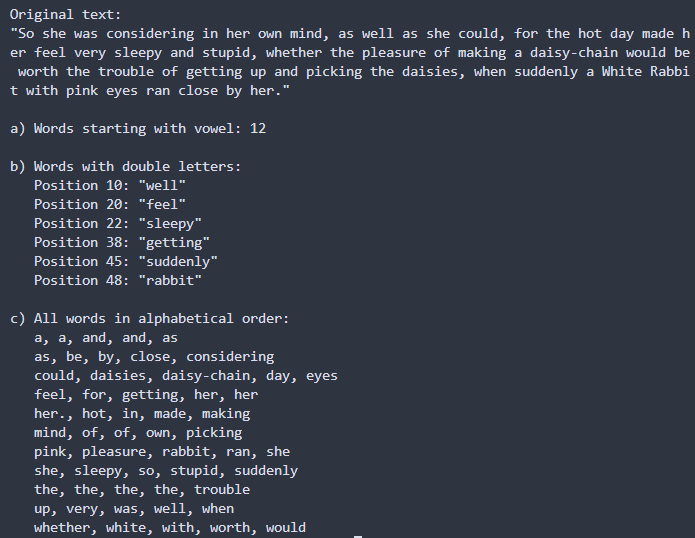 Original text:
"So she was considering in her own mind, as well as she could, for the hot day made h
er feel very sleepy and stupid, whether the pleasure of making a daisy-chain would be
 worth the trouble of getting up and picking the daisies, when suddenly a White Rabbi
t with pink eyes ran close by her."

a) Words starting with vowel: 12

b) Words with double letters:
   Position 10: "well"
   Position 20: "feel"
   Position 22: "sleepy"
   Position 38: "getting"
   Position 45: "suddenly"
   Position 48: "rabbit"

c) All words in alphabetical order:
   a, a, and, and, as
   as, be, by, close, considering
   could, daisies, daisy-chain, day, eyes
   feel, for, getting, her, her
   her., hot, in, made, making
   mind, of, of, own, picking
   pink, pleasure, rabbit, ran, she
   she, sleepy, so, stupid, suddenly
   the, the, the, the, trouble
   up, very, was, well, when
   whether, white, with, worth, would